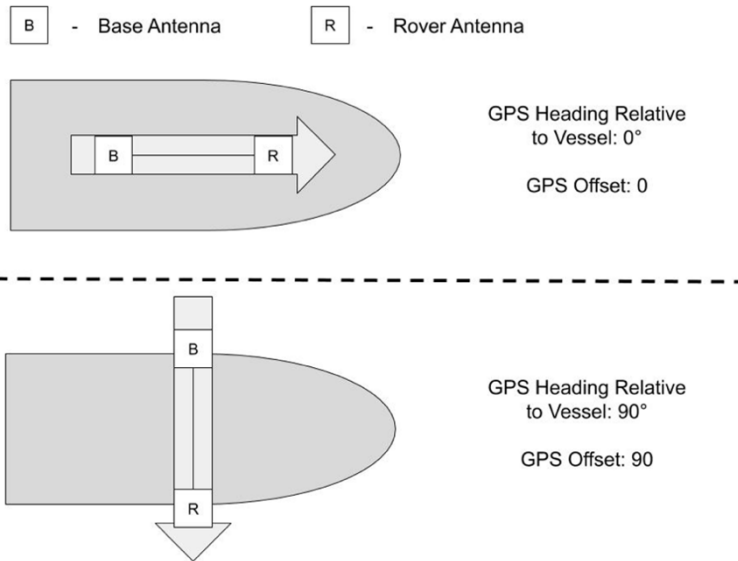 B - Base Antenna
R - Rover Antenna
B
R
GPS Heading Relative
to Vessel: 0°
GPS Offset: 0
B
R
GPS Heading Relative
to Vessel: 90°
GPS Offset: 90